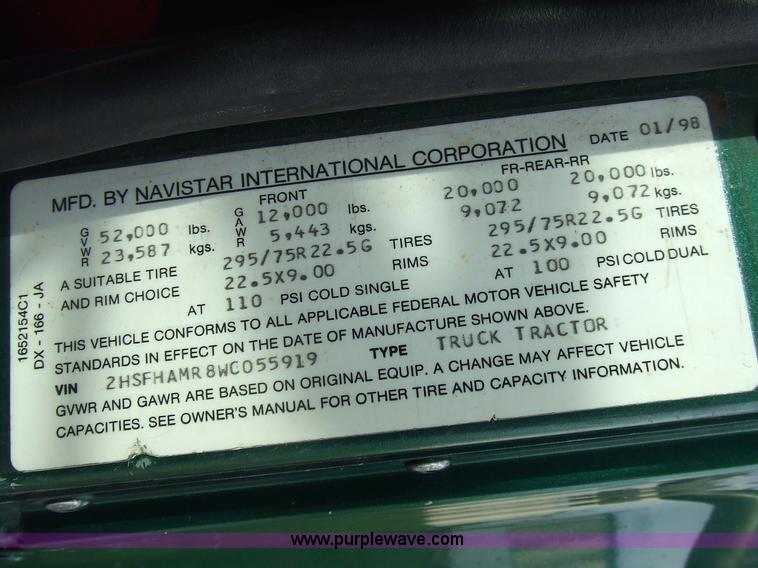 MFD. BY NAVISTAR INTERNATIONAL CORPORATION DATE 01/98
FRONT FR-REAR-RR
GVWR 52,000 lbs. GAWR 12,000 lbs. 20,000 20,000 lbs.
23,587 kgs. 5,443 kgs. 9,072 9,072 kgs.
A SUITABLE TIRE 295/75R22.5G TIRES 295/75R22.5G TIRES
AND RIM CHOICE 22.5X9.00 RIMS 22.5X9.00 RIMS
AT 110 PSI COLD SINGLE AT 100 PSI COLD DUAL
THIS VEHICLE CONFORMS TO ALL APPLICABLE FEDERAL MOTOR VEHICLE SAFETY
STANDARDS IN EFFECT ON THE DATE OF MANUFACTURE SHOWN ABOVE.
VIN 2HSFHAMR8WC055919 TYPE TRUCK TRACTOR
GVWR AND GAWR ARE BASED ON ORIGINAL EQUIP. A CHANGE MAY AFFECT VEHICLE
CAPACITIES. SEE OWNER'S MANUAL FOR OTHER TIRE AND CAPACITY INFORMATION.
1652154C1
DX - 166 - JA
www.purplewave.com